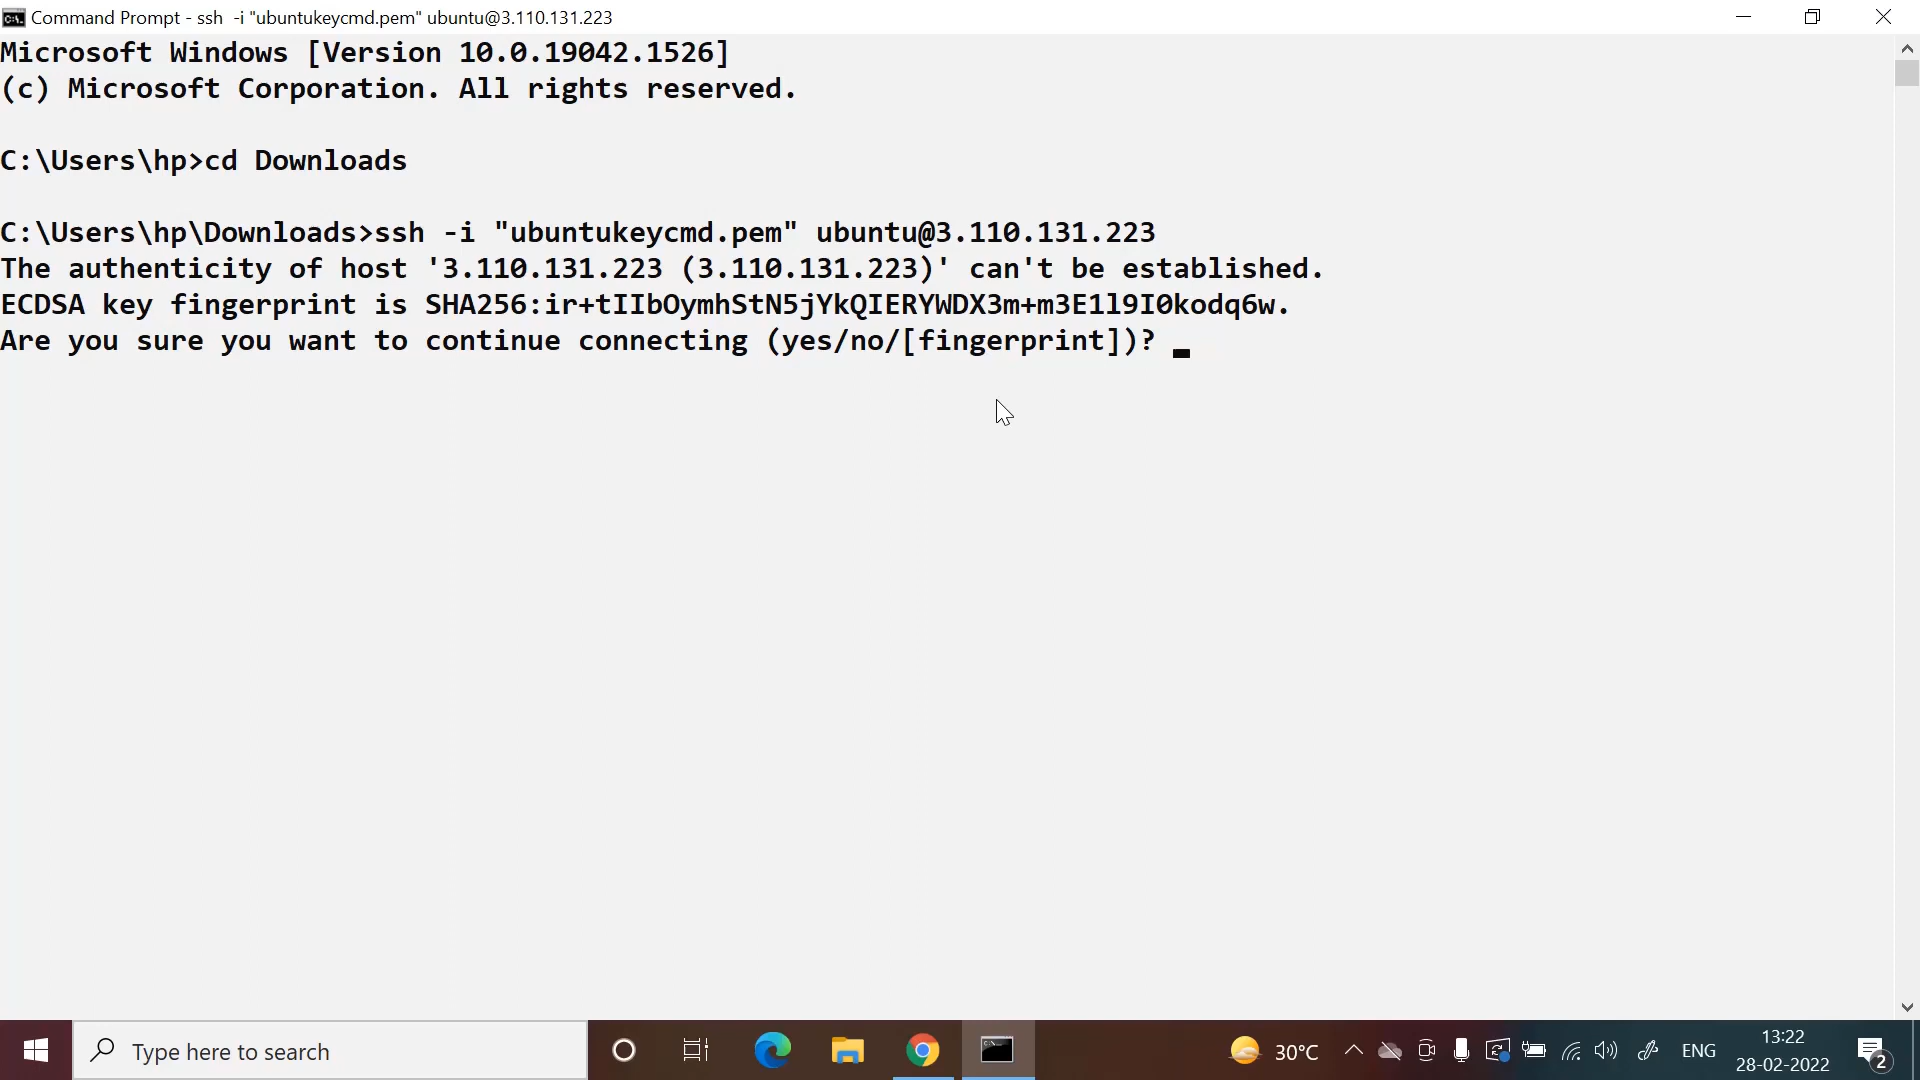 Command Prompt - ssh  -i "ubuntukeycmd.pem" ubuntu@3.110.131.223
Microsoft Windows [Version 10.0.19042.1526]
(c) Microsoft Corporation. All rights reserved.
C:\Users\hp>cd Downloads
C:\Users\hp\Downloads>ssh -i "ubuntukeycmd.pem" ubuntu@3.110.131.223
The authenticity of host '3.110.131.223 (3.110.131.223)' can't be established.
ECDSA key fingerprint is SHA256:ir+tIIbOymhStN5jYkQIERYWDX3m+m3E1l9I0kodq6w.
Are you sure you want to continue connecting (yes/no/[fingerprint])?
Type here to search
30°C
ENG
13:22
28-02-2022
2